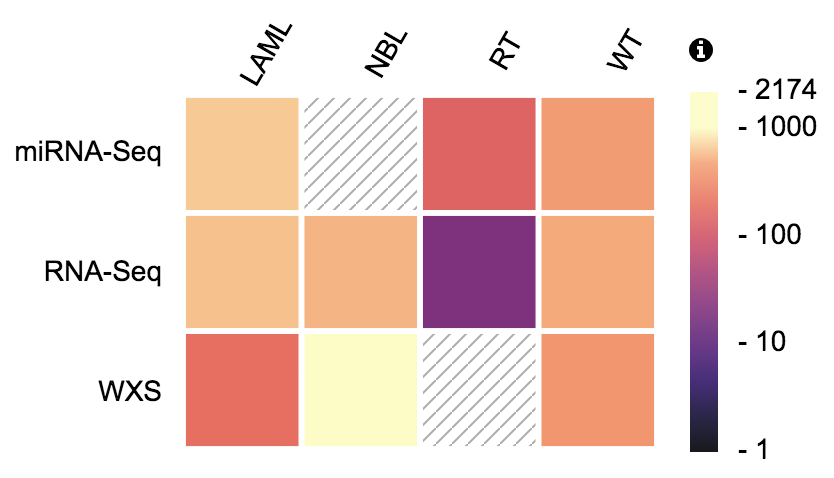 LAML NBL RT WT
miRNA-Seq
RNA-Seq
WXS
- 2174
- 1000
- 100
- 10
- 1